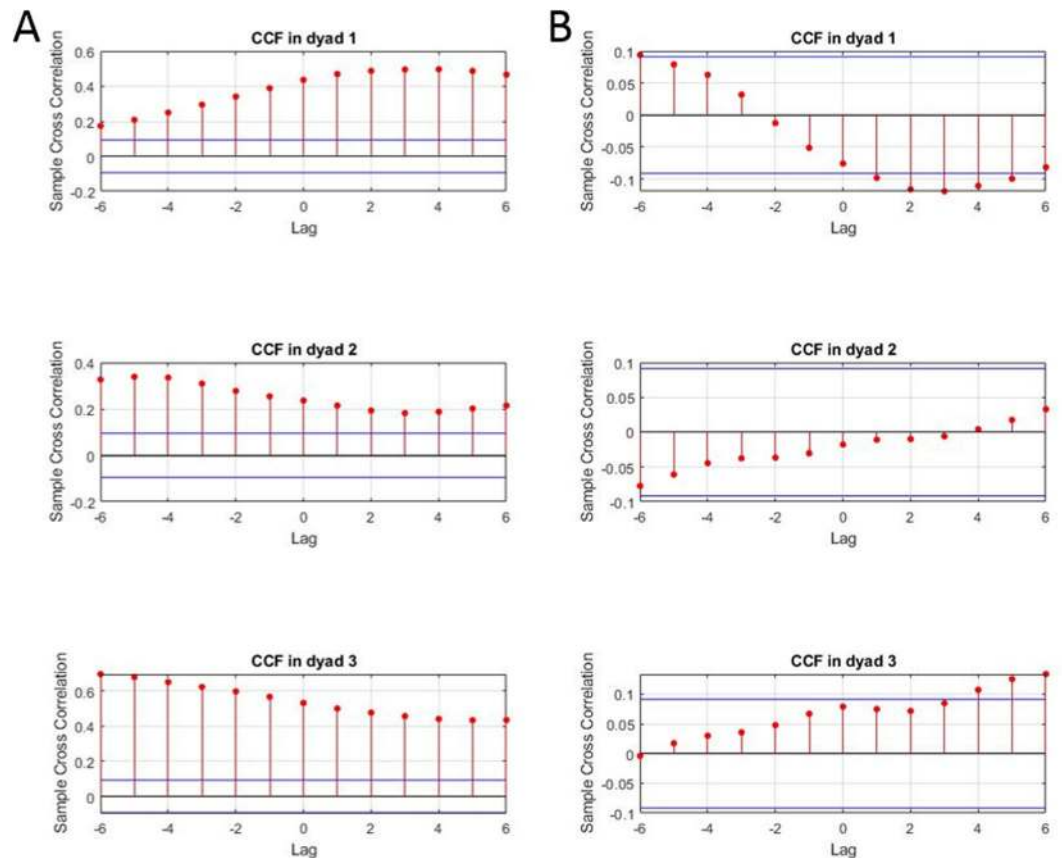 A
CCF in dyad 1
Sample Cross Correlation
0.6
0.4
0.2
0
-0.2
-6 -4 -2 0 2 4 6
Lag
CCF in dyad 2
Sample Cross Correlation
0.4
0.2
0
-0.2
-6 -4 -2 0 2 4 6
Lag
CCF in dyad 3
Sample Cross Correlation
0.6
0.4
0.2
0
-6 -4 -2 0 2 4 6
Lag
B
CCF in dyad 1
Sample Cross Correlation
0.1
0.05
0
-0.05
-0.1
-6 -4 -2 0 2 4 6
Lag
CCF in dyad 2
Sample Cross Correlation
0.1
0.05
0
-0.05
-0.1
-6 -4 -2 0 2 4 6
Lag
CCF in dyad 3
Sample Cross Correlation
0.1
0.05
0
-0.05
-0.1
-6 -4 -2 0 2 4 6
Lag